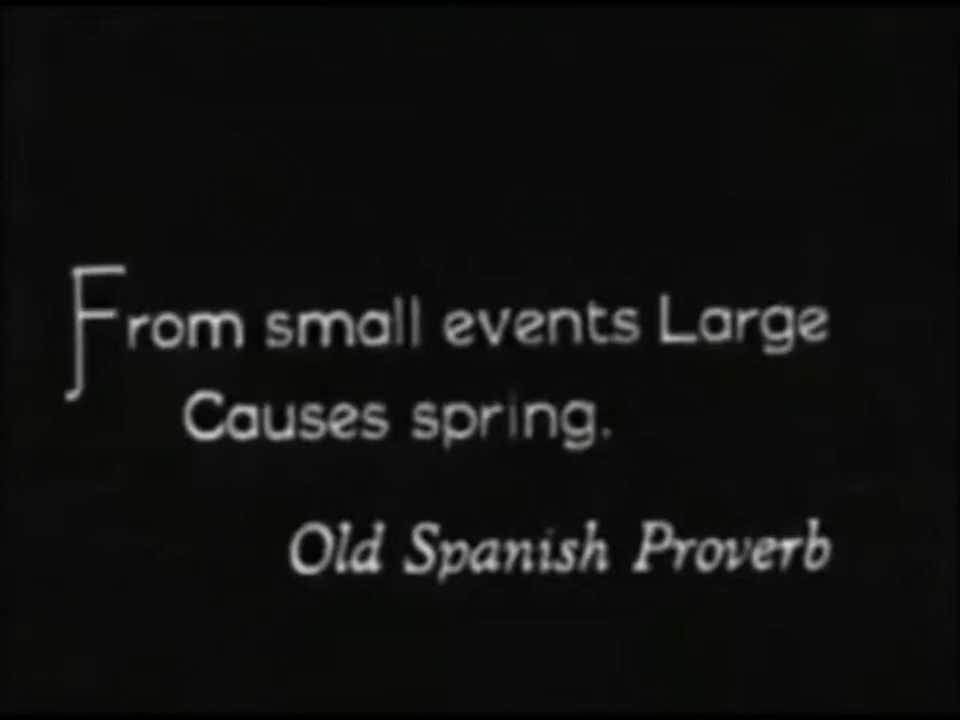 From small events Large
Causes spring.
Old Spanish Proverb